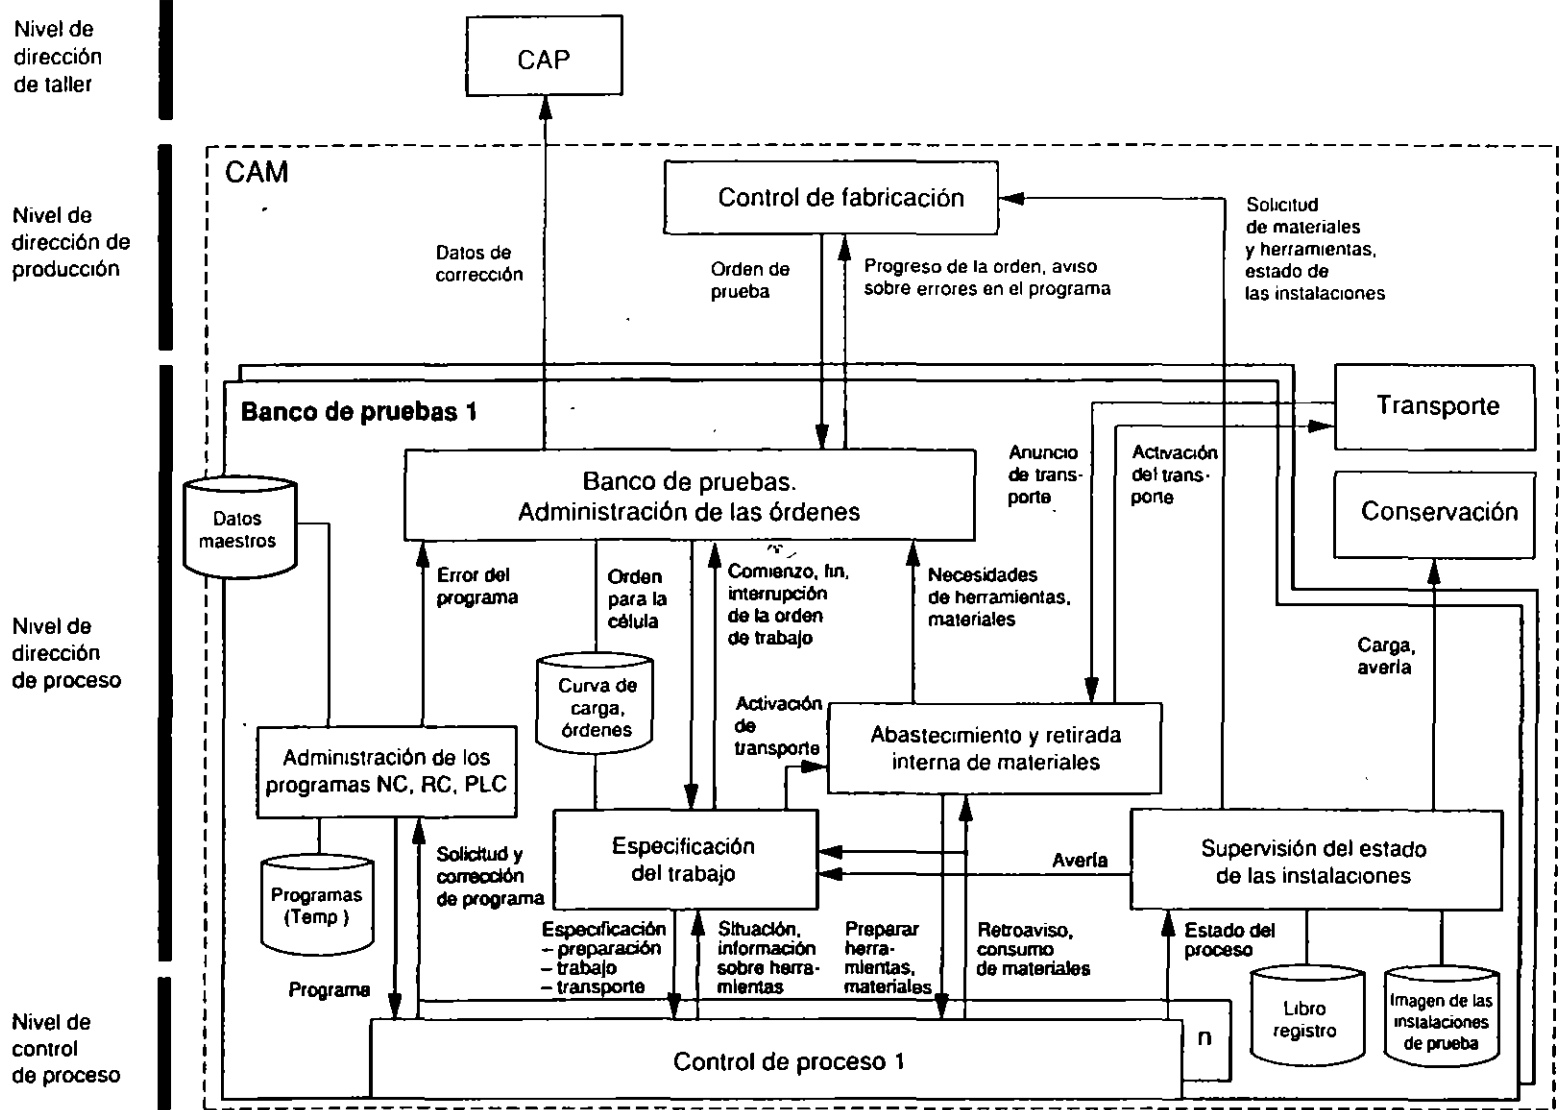 Nivel de
dirección
de taller
CAP
CAM
Nivel de
dirección de
producción
Control de fabricación
Datos de
corrección
Orden de
prueba
Progreso de la orden, aviso
sobre errores en el programa
Solicitud
de materiales
y herramientas,
estado de
las instalaciones
Nivel de
dirección
de proceso
Banco de pruebas 1
Transporte
Banco de pruebas.
Administración de las órdenes
Anuncio
de trans-
porte
Activación
del trans-
porte
Conservación
Datos
maestros
Error del
programa
Orden
para la
célula
Comienzo, fin,
interrupción
de la orden
de trabajo
Necesidades
de herramientas,
materiales
Carga,
avería
Curva de
carga,
órdenes
Activación
de
transporte
Abastecimiento y retirada
interna de materiales
Administración de los
programas NC, RC, PLC
Especificación
del trabajo
Avería
Supervisión del estado
de las instalaciones
Programas
(Temp )
Solicitud y
corrección
de programa
Especificación
– preparación
– trabajo
– transporte
Situación,
información
sobre herra-
mientas
Preparar
herra-
mientas,
materiales
Retroaviso,
consumo
de materiales
Estado del
proceso
Programa
Libro
registro
Imagen de las
instalaciones
de prueba
Nivel de
control
de proceso
Control de proceso 1
n